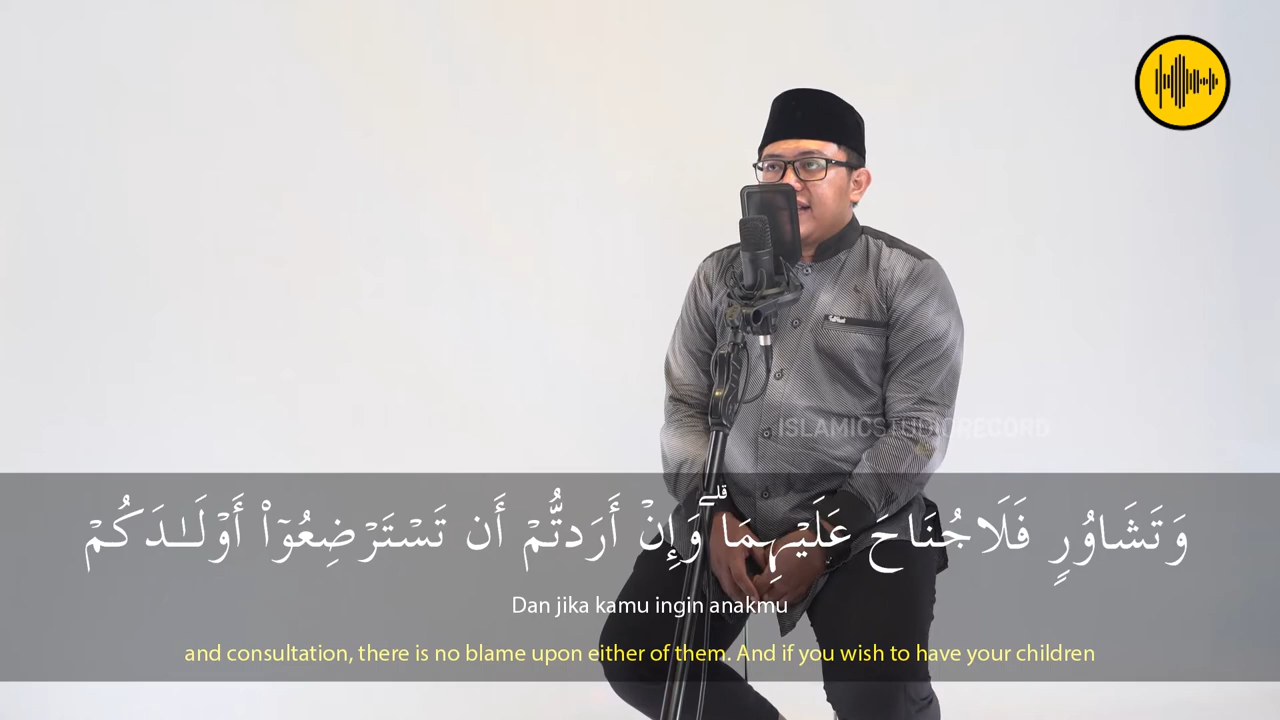 ISLAMICSTUDIORECORD
وَتَشَاوُرٍ فَلَا جُنَاحَ عَلَيْهِمَا ۗ وَإِنْ أَرَدتُّمْ أَن تَسْتَرْضِعُوٓا۟ أَوْلَـٰدَكُمْ
Dan jika kamu ingin anakmu
and consultation, there is no blame upon either of them. And if you wish to have your children